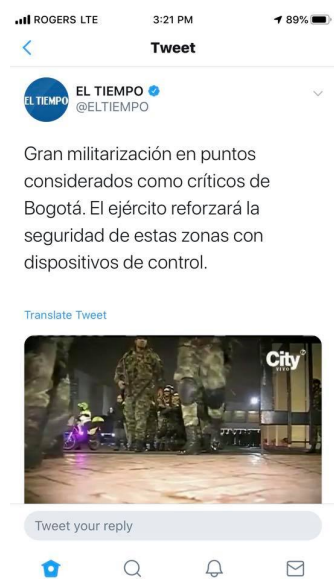 ROGERS LTE 3:21 PM 89%
Tweet
EL TIEMPO
EL TIEMPO
@ELTIEMPO
Gran militarización en puntos
considerados como críticos de
Bogotá. El ejército reforzará la
seguridad de estas zonas con
dispositivos de control.
Translate Tweet
City
VIVO
Tweet your reply